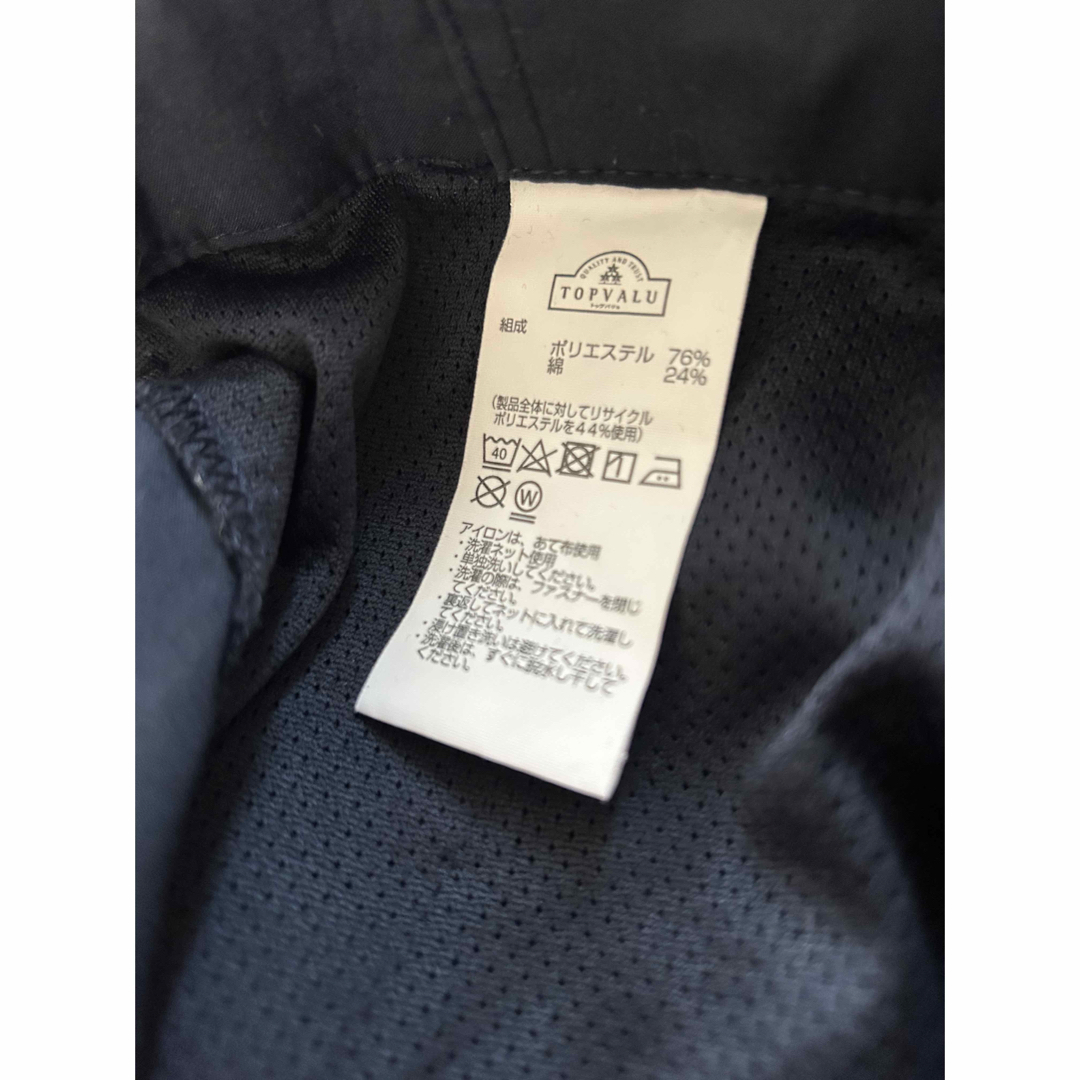 QUALITY AND TRUST
TOPVALU
トップバリュ
組成
ポリエステル 76%
綿 24%
(製品全体に対してリサイクル
ポリエステルを44%使用)
40
W
アイロンは、あて布使用
・洗濯ネット使用
・単独洗いしてください。
・洗濯の際は、ファスナーを閉じ
てください。
・裏返してネットに入れて洗濯し
てください。
・浸け置き洗いは避けてください。
・洗濯後は、すぐに脱水し干して
ください。